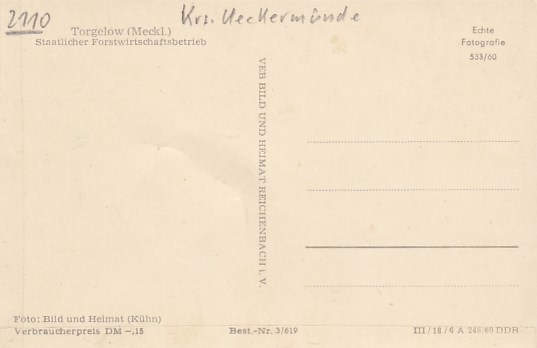 2110
Krs. Ueckermünde
Torgelow (Meckl.)
Staatlicher Forstwirtschaftsbetrieb
Echte
Fotografie
533/60
VEB BILD UND HEIMAT REICHENBACH i. V.
Foto: Bild und Heimat (Kühn)
Verbraucherpreis DM -,15
Best.-Nr. 3/619
III/18/6 A 246/60 DDR